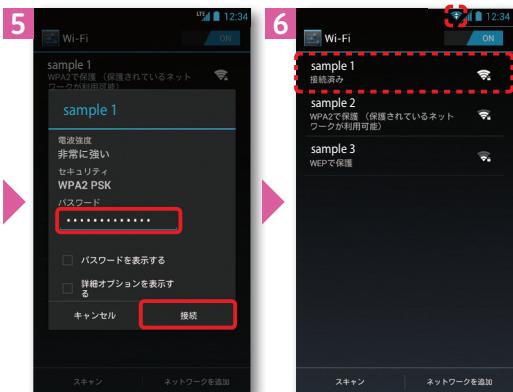 5
LTE 12:34
Wi-Fi
ON
sample 1
WPA2で保護 （保護されているネット
ワークが利用可能）
sample 1
電波強度
非常に強い
セキュリティ
WPA2 PSK
パスワード
•••••••••••••
パスワードを表示する
詳細オプションを表示す
る
キャンセル
接続
スキャン
ネットワークを追加
6
12:34
Wi-Fi
ON
sample 1
接続済み
sample 2
WPA2で保護 （保護されているネット
ワークが利用可能）
sample 3
WEPで保護
スキャン
ネットワークを追加